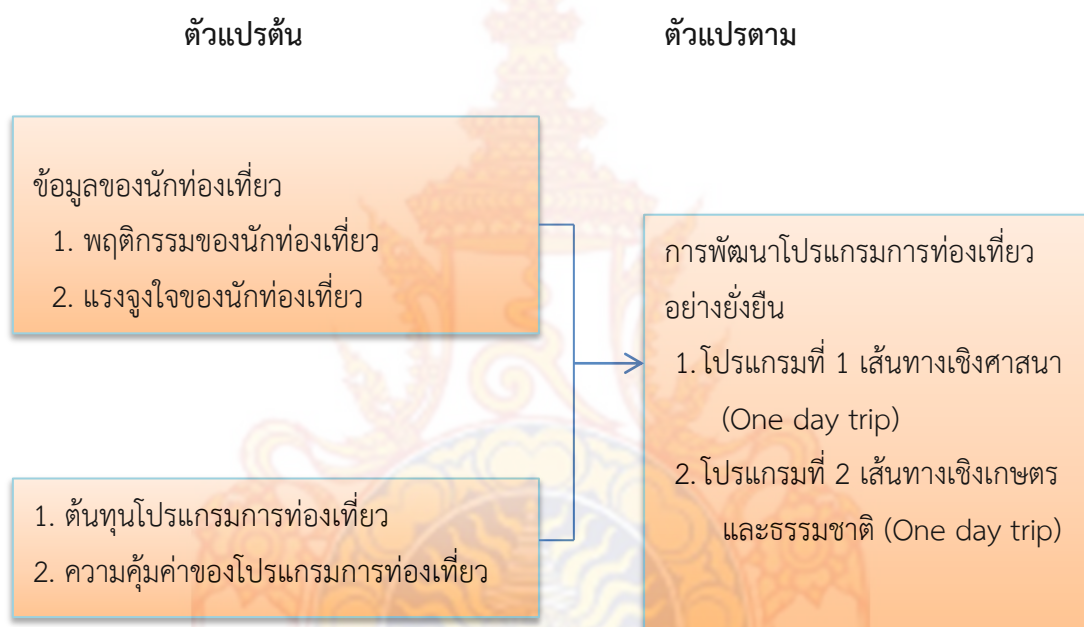 ตัวแปรต้น
ตัวแปรตาม
ข้อมูลของนักท่องเที่ยว
1. พฤติกรรมของนักท่องเที่ยว
2. แรงจูงใจของนักท่องเที่ยว
1. ต้นทุนโปรแกรมการท่องเที่ยว
2. ความคุ้มค่าของโปรแกรมการท่องเที่ยว
การพัฒนาโปรแกรมการท่องเที่ยว
อย่างยั่งยืน
1. โปรแกรมที่ 1 เส้นทางเชิงศาสนา
(One day trip)
2. โปรแกรมที่ 2 เส้นทางเชิงเกษตร
และธรรมชาติ (One day trip)